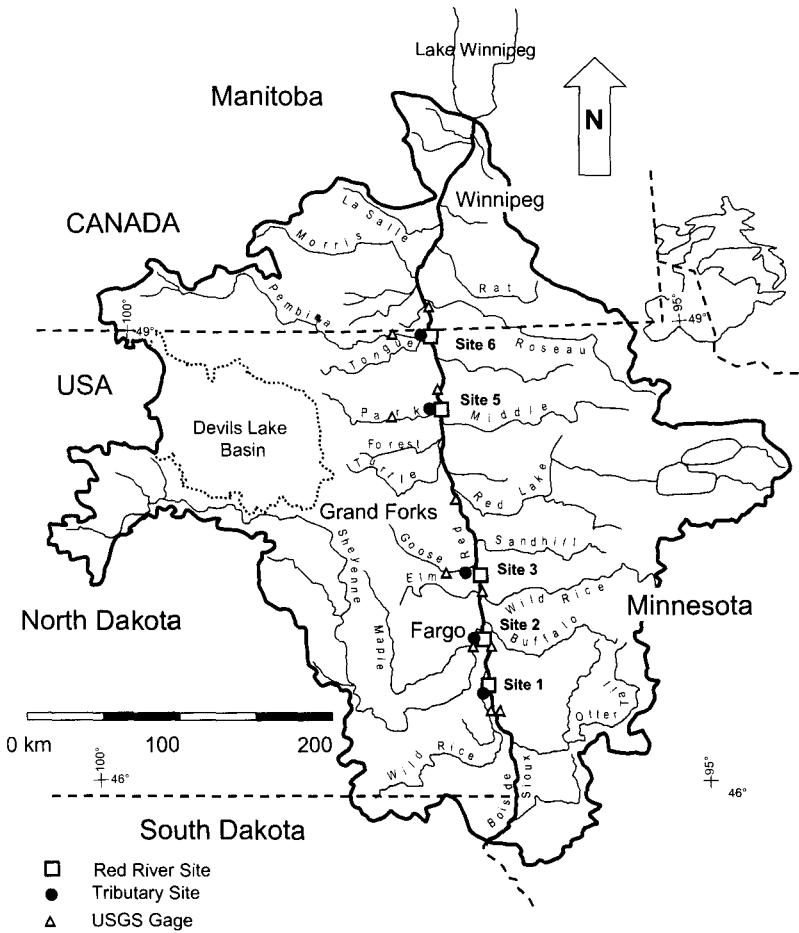 Lake Winnipeg
Manitoba
N
Winnipeg
CANADA
La Salle
Morris
Rat
Pembina
100°
49°
95°
49°
Tongue
Site 6
Roseau
USA
Site 5
Park
Middle
Devils Lake
Basin
Forest
Turtle
Red Lake
Grand Forks
Red
Goose
Sandhift
Sheyenne
Elm
Site 3
Wild Rice
North Dakota
Minnesota
Maple
Fargo
Site 2
Buffalo
Site 1
Otter Tail
0 km
100
200
Wild Rice
100°
46°
95°
46°
Bois de
Sioux
South Dakota
Red River Site
Tributary Site
USGS Gage